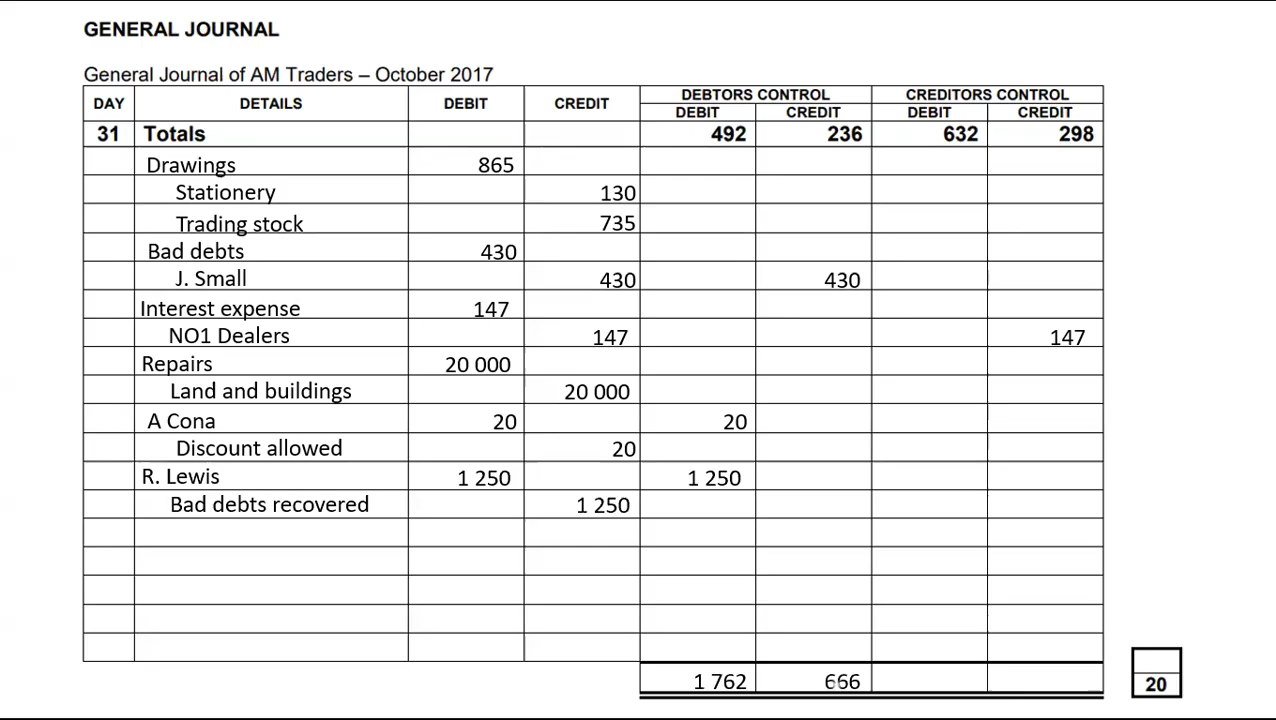 GENERAL JOURNAL
General Journal of AM Traders – October 2017
DAY DETAILS DEBIT CREDIT DEBTORS CONTROL CREDITORS CONTROL
DEBIT CREDIT DEBIT CREDIT
31 Totals 492 236 632 298
Drawings 865
Stationery 130
Trading stock 735
Bad debts 430
J. Small 430 430
Interest expense 147
NO1 Dealers 147 147
Repairs 20 000
Land and buildings 20 000
A Cona 20 20
Discount allowed 20
R. Lewis 1 250 1 250
Bad debts recovered 1 250
1 762 666
20